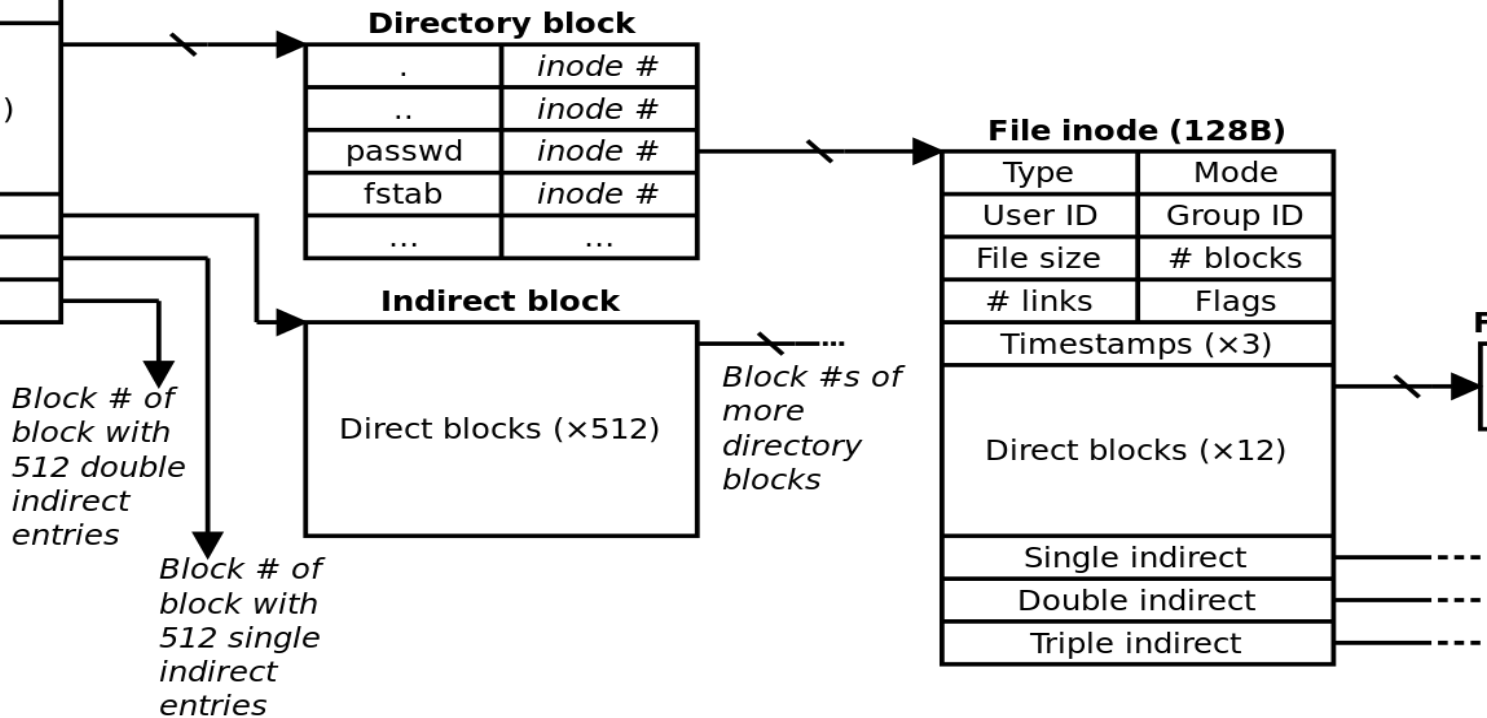 )
Directory block
. inode #
.. inode #
passwd inode #
fstab inode #
... ...
Indirect block
Direct blocks (×512)
Block #s of
more
directory
blocks
Block # of
block with
512 double
indirect
entries
Block # of
block with
512 single
indirect
entries
File inode (128B)
Type Mode
User ID Group ID
File size # blocks
# links Flags
Timestamps (×3)
Direct blocks (×12)
Single indirect
Double indirect
Triple indirect